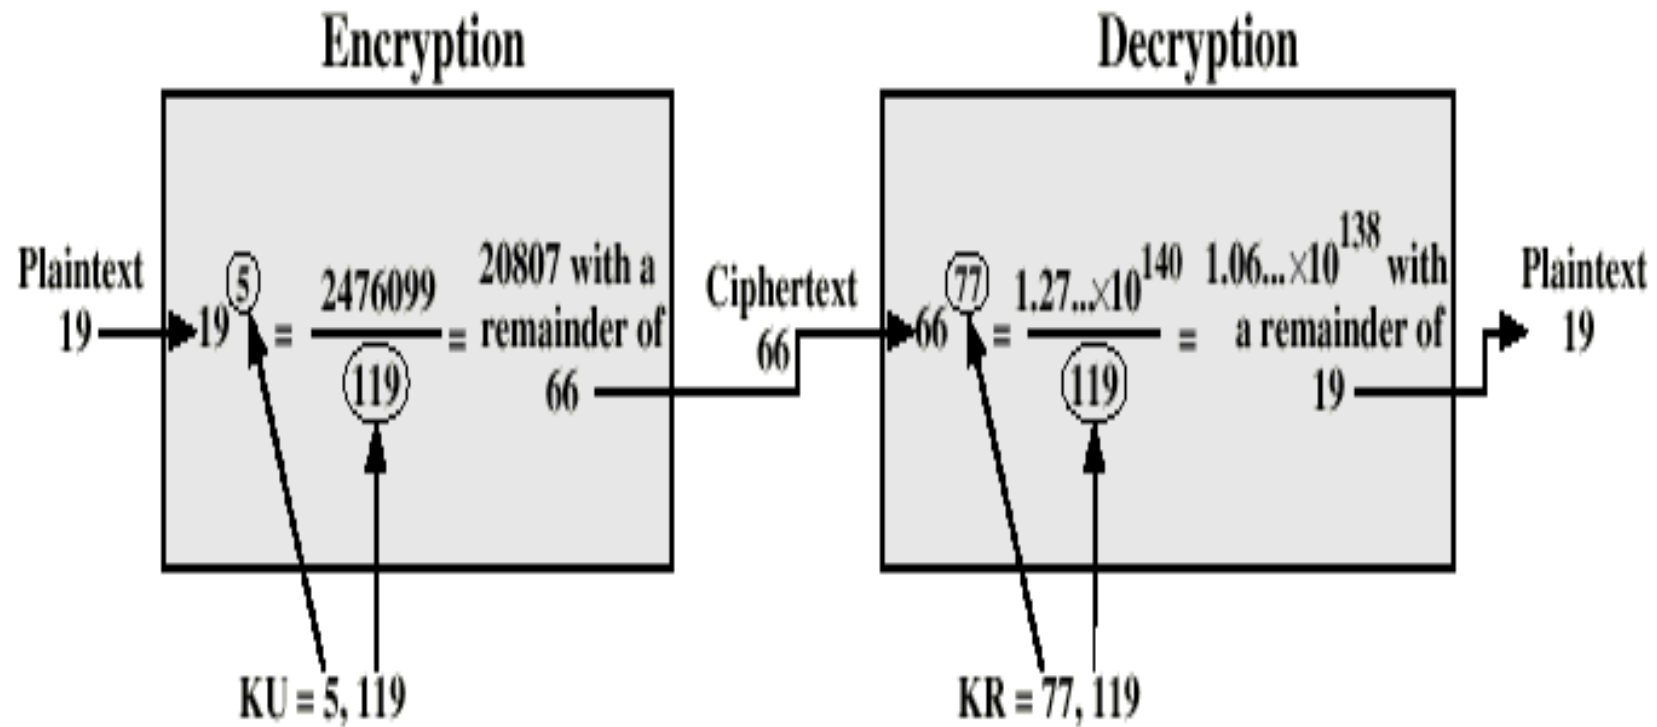 Encryption
Plaintext
19
19^5 = 2476099 / 119 = 20807 with a
remainder of
66
KU = 5, 119
Ciphertext
66
Decryption
66^77 = 1.27...×10^140 / 119 = 1.06...×10^138 with
a remainder of
19
KR = 77, 119
Plaintext
19